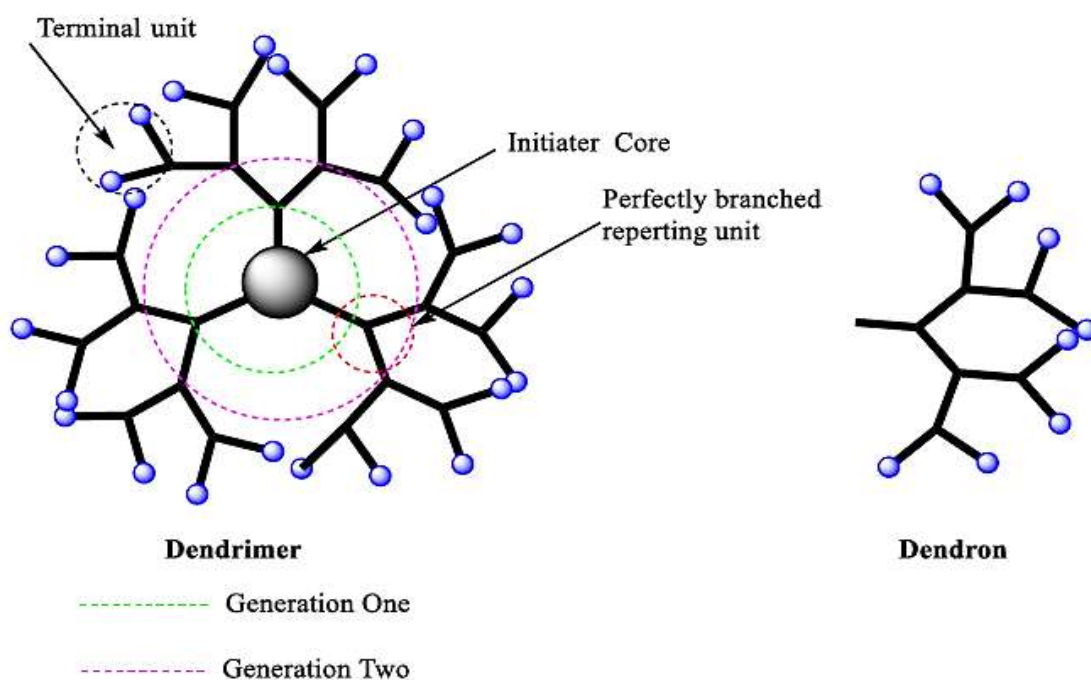 Terminal unit
Initiater Core
Perfectly branched
reperting unit
Dendrimer
Dendron
Generation One
Generation Two